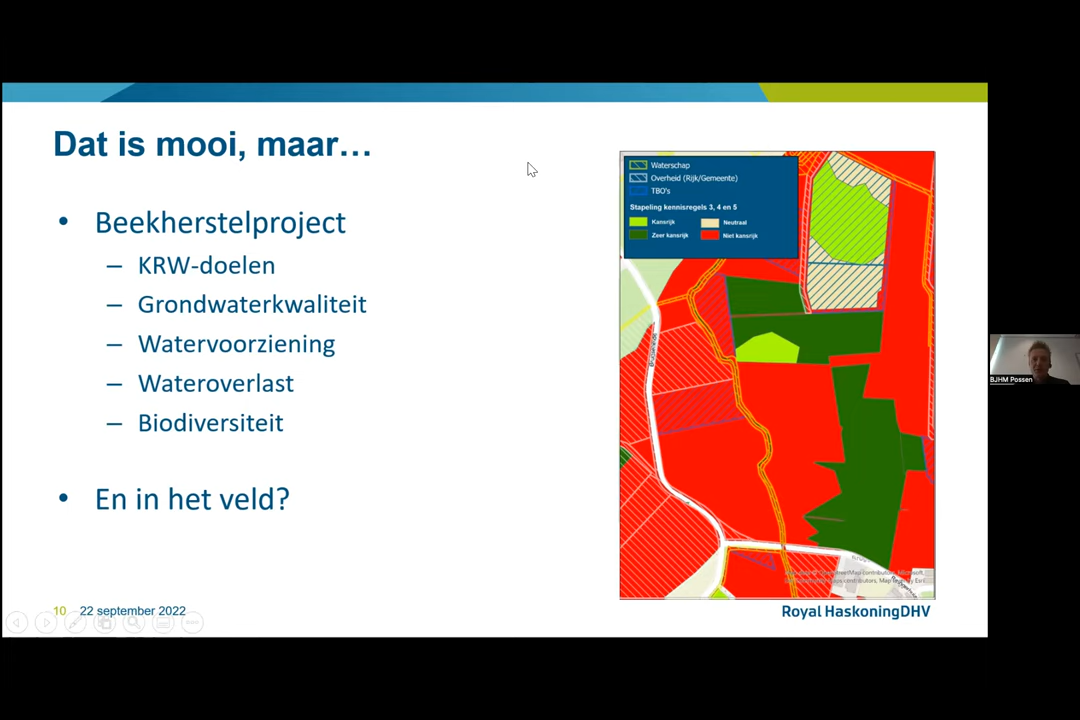 Dat is mooi, maar…
• Beekherstelproject
– KRW-doelen
– Grondwaterkwaliteit
– Watervoorziening
– Wateroverlast
– Biodiversiteit
• En in het veld?
Waterschap
Overheid (Rijk/Gemeente)
TBO's
Stapeling kennisregels 3, 4 en 5
Kansrijk
Neutraal
Zeer kansrijk
Niet kansrijk
BJHM Possen
10 22 september 2022
Royal HaskoningDHV